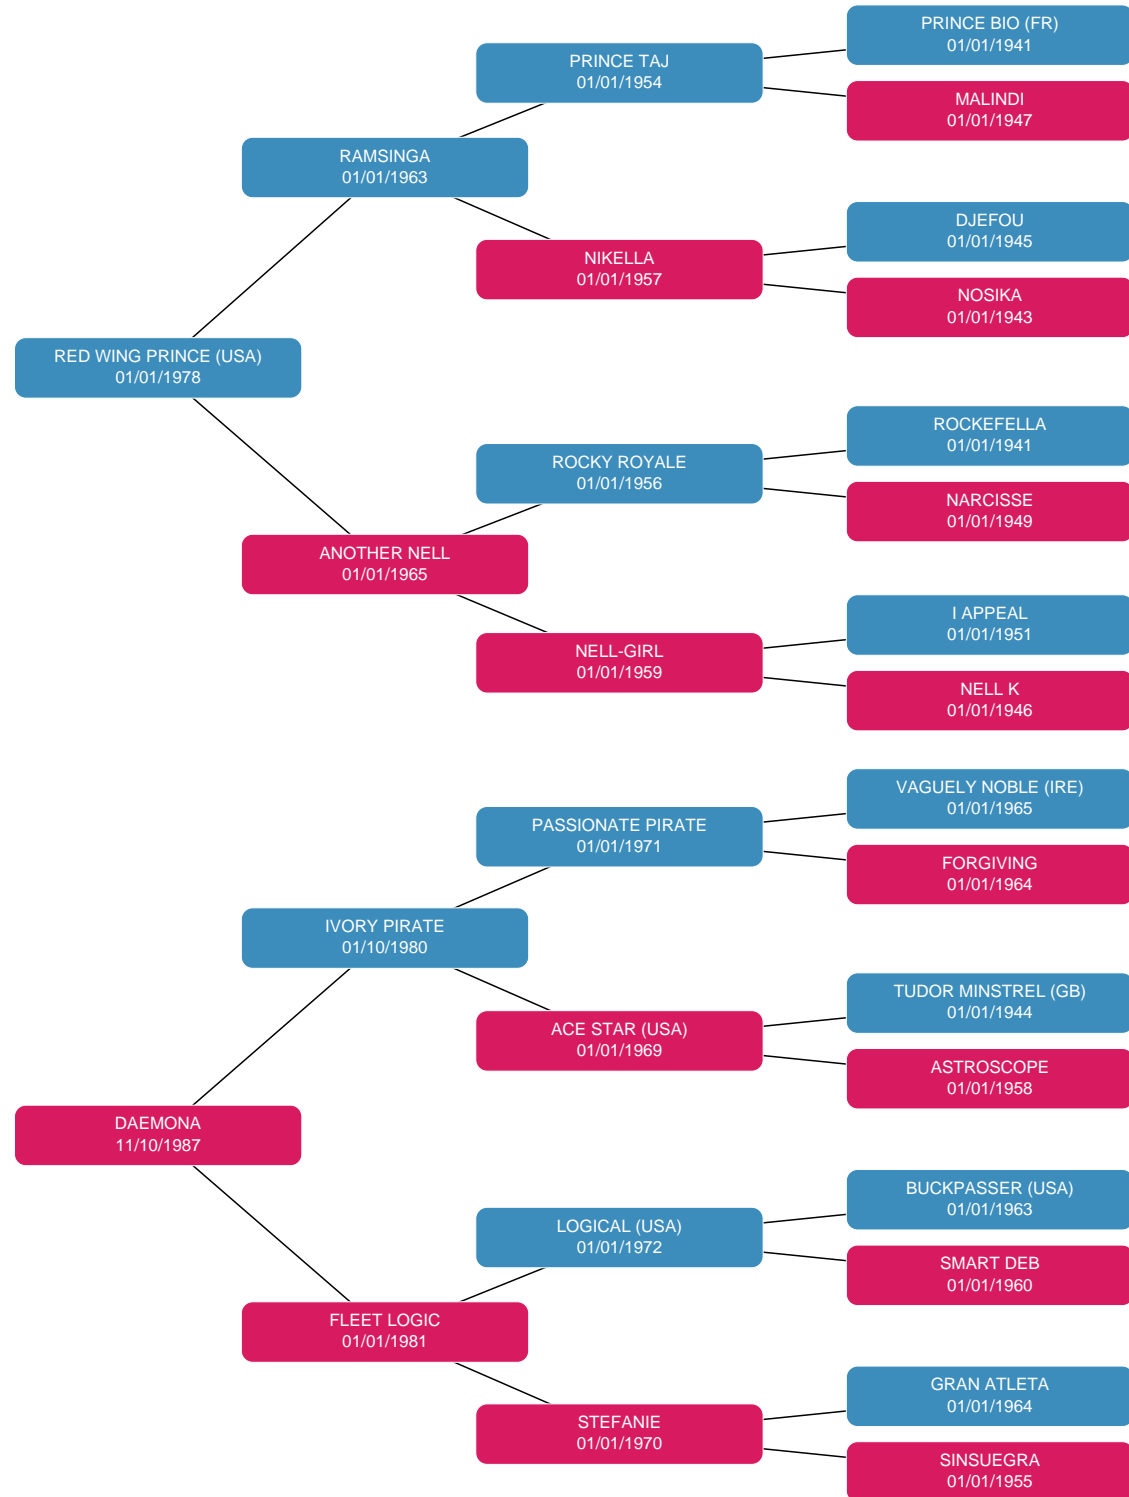 PRINCE BIO (FR)
01/01/1941
PRINCE TAJ
01/01/1954
MALINDI
01/01/1947
RAMSINGA
01/01/1963
DJEFOU
01/01/1945
NIKELLA
01/01/1957
NOSIKA
01/01/1943
RED WING PRINCE (USA)
01/01/1978
ROCKEFELLA
01/01/1941
ROCKY ROYALE
01/01/1956
NARCISSE
01/01/1949
ANOTHER NELL
01/01/1965
I APPEAL
01/01/1951
NELL-GIRL
01/01/1959
NELL K
01/01/1946
VAGUELY NOBLE (IRE)
01/01/1965
PASSIONATE PIRATE
01/01/1971
FORGIVING
01/01/1964
IVORY PIRATE
01/10/1980
TUDOR MINSTREL (GB)
01/01/1944
ACE STAR (USA)
01/01/1969
ASTROSCOPE
01/01/1958
DAEMONA
11/10/1987
BUCKPASSER (USA)
01/01/1963
LOGICAL (USA)
01/01/1972
SMART DEB
01/01/1960
FLEET LOGIC
01/01/1981
GRAN ATLETA
01/01/1964
STEFANIE
01/01/1970
SINSUEGRA
01/01/1955